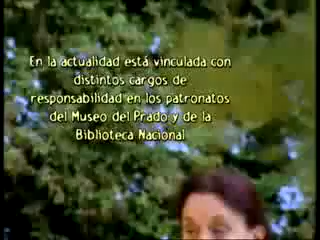 En la actualidad está vinculada con
distintos cargos de
responsabilidad en los patronatos
del Museo del Prado y de la
Biblioteca Nacional